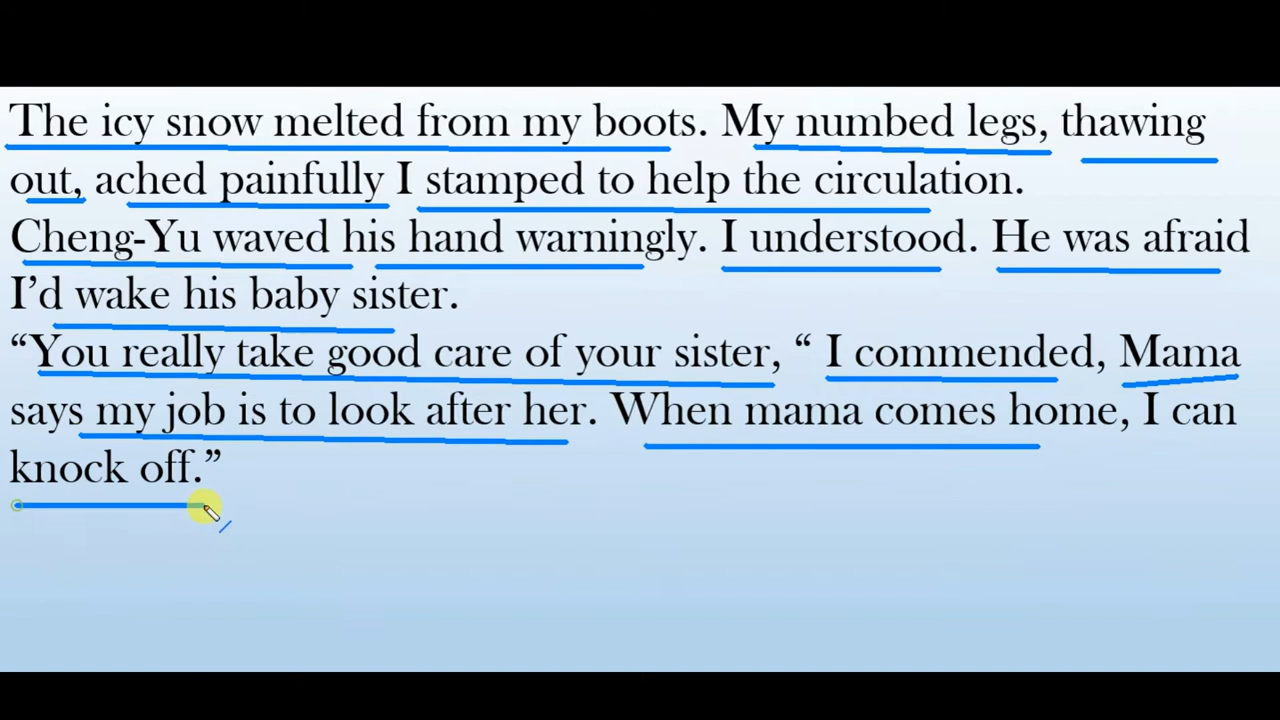 The icy snow melted from my boots. My numbed legs, thawing
out, ached painfully I stamped to help the circulation.
Cheng-Yu waved his hand warningly. I understood. He was afraid
I’d wake his baby sister.
“You really take good care of your sister, “ I commended, Mama
says my job is to look after her. When mama comes home, I can
knock off.”